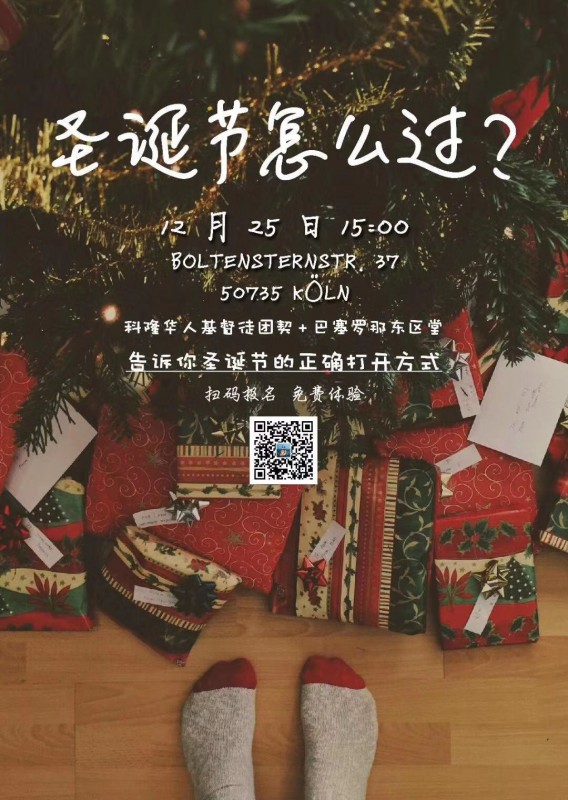 圣诞节怎么过?
12 月 25 日 15:00
BOLTENSTERNSTR. 37
50735 KÖLN
科隆华人基督徒团契+巴塞罗那东区堂
告诉你圣诞节的正确打开方式
扫码报名 免费体验